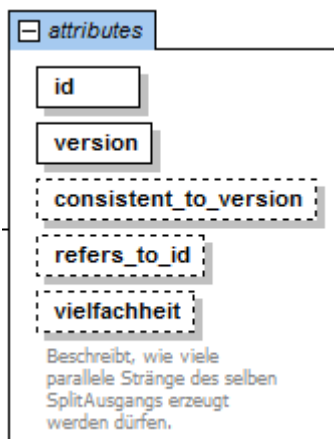 attributes
id
version
consistent_to_version
refers_to_id
vielfachheit
Beschreibt, wie viele
parallele Stränge des selben
SplitAusgangs erzeugt
werden dürfen.